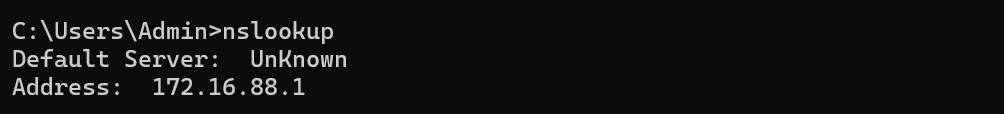 C:\Users\Admin>nslookup
Default Server:  UnKnown
Address:  172.16.88.1